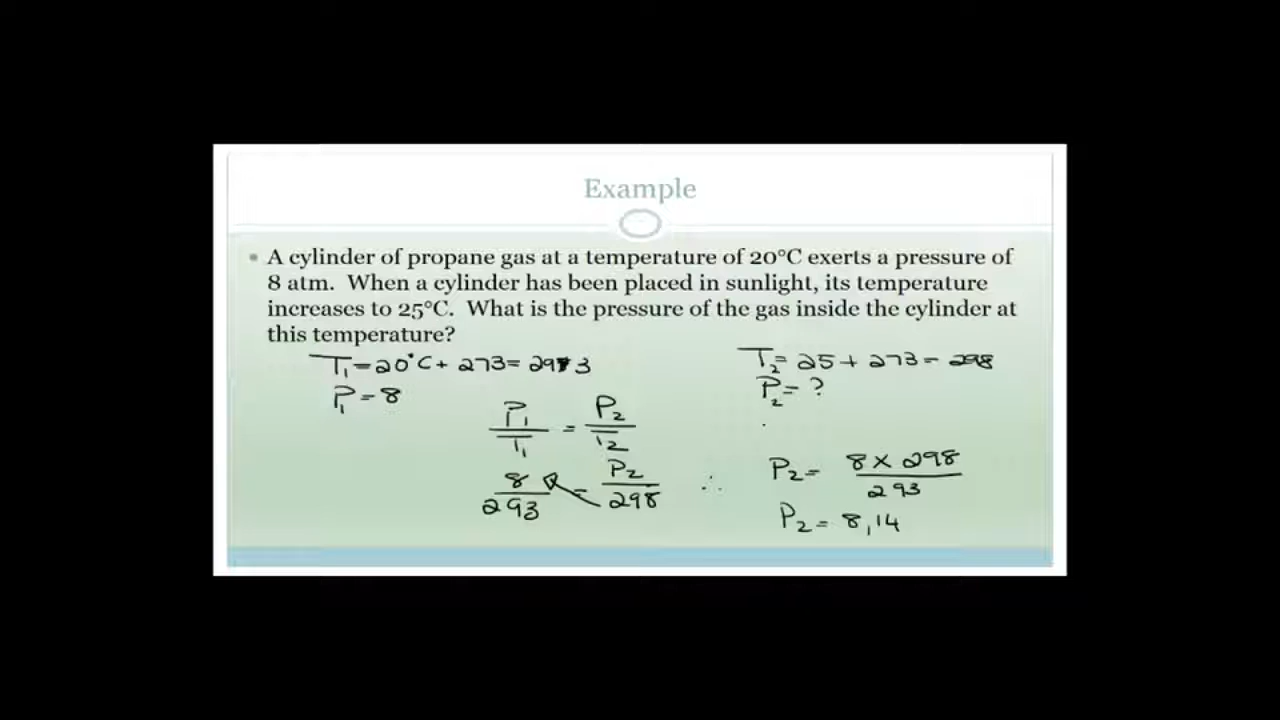 Example
A cylinder of propane gas at a temperature of 20°C exerts a pressure of
8 atm. When a cylinder has been placed in sunlight, its temperature
increases to 25°C. What is the pressure of the gas inside the cylinder at
this temperature?
T₁ = 20°C + 273 = 293
P₁ = 8
T₂ = 25 + 273 = 298
P₂ = ?
P₁/T₁ = P₂/T₂
8/293 = P₂/298
∴ P₂ = 8 × 298/293
P₂ = 8,14